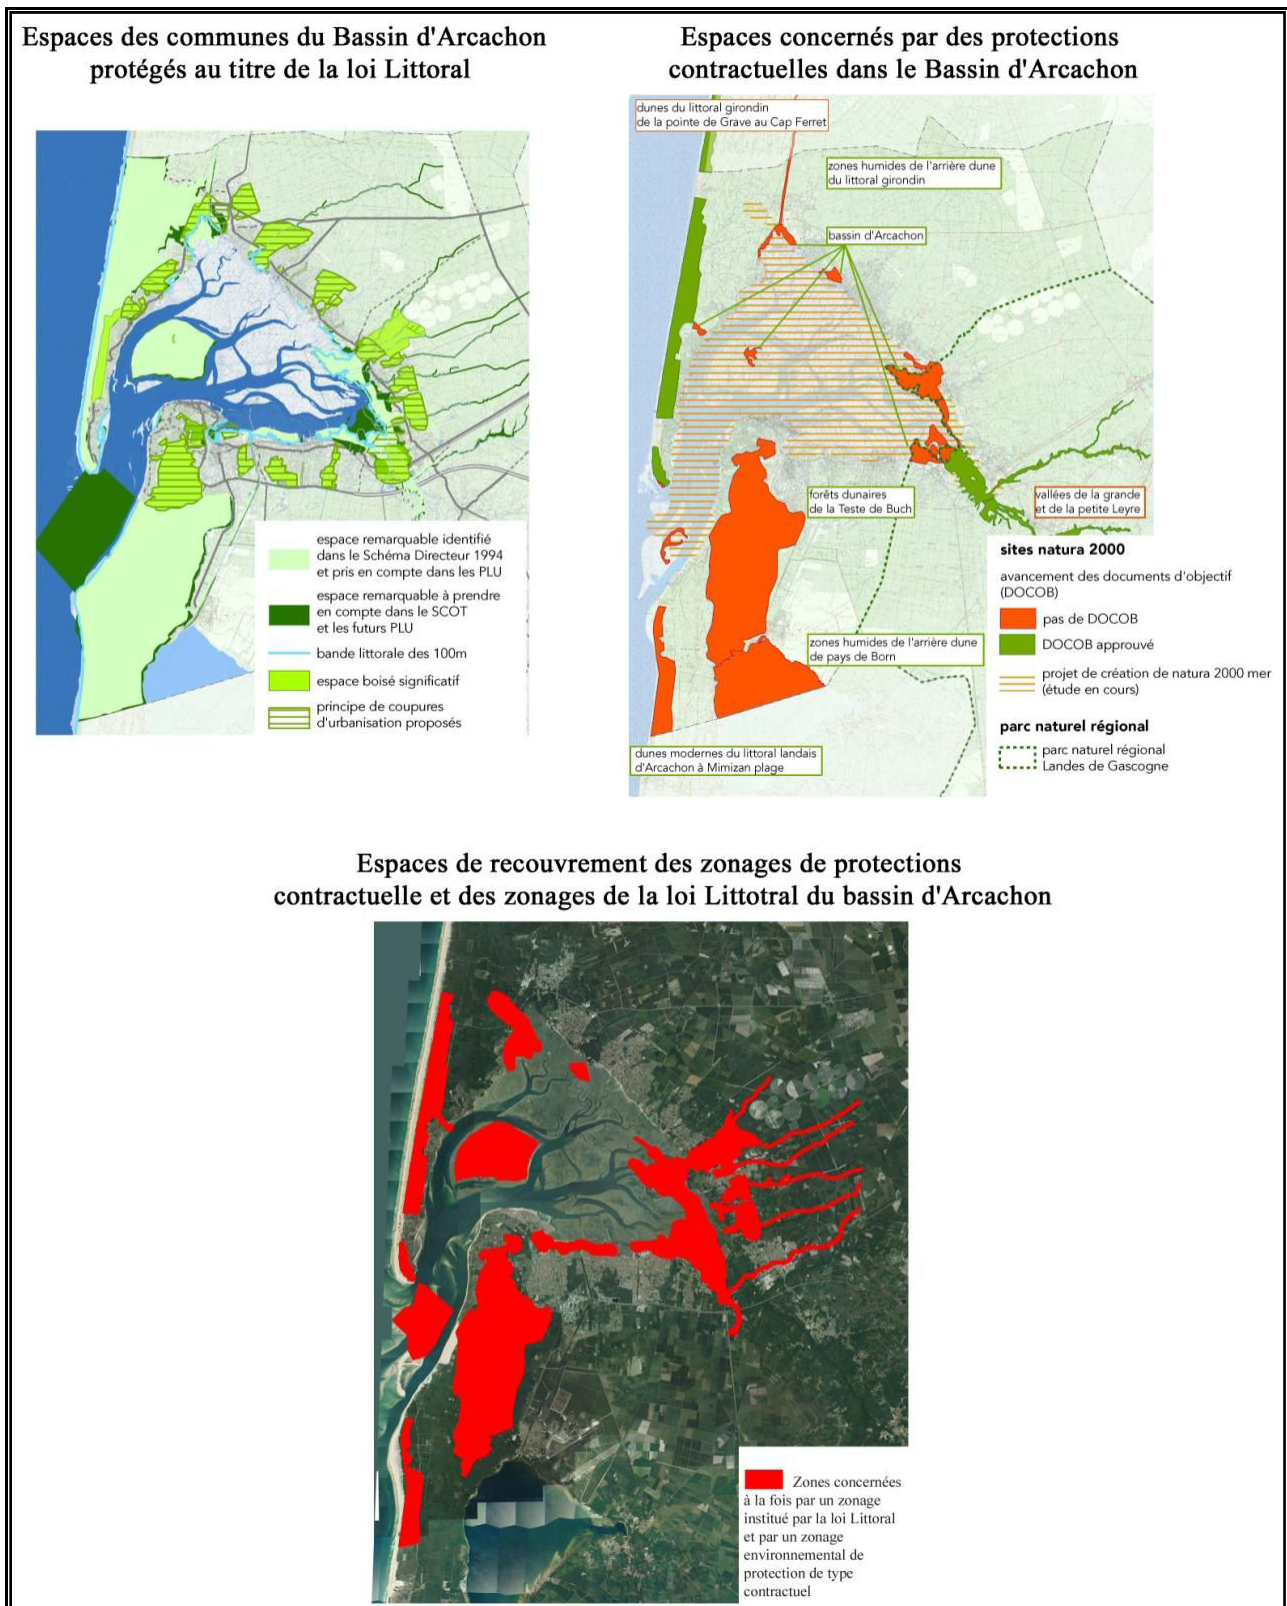 Espaces des communes du Bassin d'Arcachon
protégés au titre de la loi Littoral
espace remarquable identifié
dans le Schéma Directeur 1994
et pris en compte dans les PLU
espace remarquable à prendre
en compte dans le SCOT
et les futurs PLU
bande littorale des 100m
espace boisé significatif
principe de coupures
d'urbanisation proposés
Espaces concernés par des protections
contractuelles dans le Bassin d'Arcachon
dunes du littoral girondin
de la pointe de Grave au Cap Ferret
zones humides de l'arrière dune
du littoral girondin
bassin d'Arcachon
forêts dunaires
de la Teste de Buch
vallées de la grande
et de la petite Leyre
zones humides de l'arrière dune
de pays de Born
dunes modernes du littoral landais
d'Arcachon à Mimizan plage
sites natura 2000
avancement des documents d'objectif
(DOCOB)
pas de DOCOB
DOCOB approuvé
projet de création de natura 2000 mer
(étude en cours)
parc naturel régional
parc naturel régional
Landes de Gascogne
Espaces de recouvrement des zonages de protections
contractuelle et des zonages de la loi Littotral du bassin d'Arcachon
Zones concernées
à la fois par un zonage
institué par la loi Littoral
et par un zonage
environnemental de
protection de type
contractuel